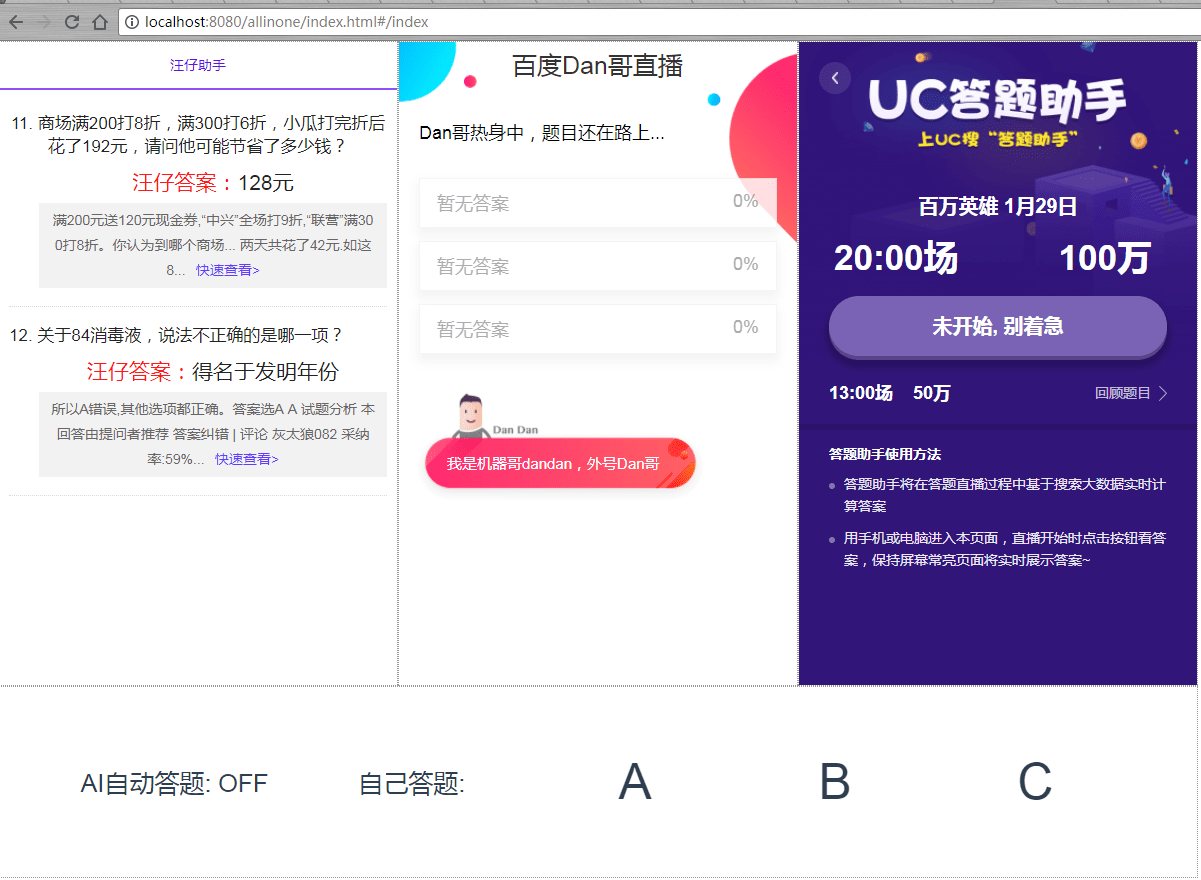 localhost:8080/allinone/index.html#/index
汪仔助手
11. 商场满200打8折，满300打6折，小瓜打完折后
花了192元，请问他可能节省了多少钱？
汪仔答案：128元
满200元送120元现金券,“中兴”全场打9折,“联营”满30
0打8折。你认为到哪个商场... 两天共花了42元.如这
8... 快速查看>
12. 关于84消毒液，说法不正确的是哪一项？
汪仔答案：得名于发明年份
所以A错误,其他选项都正确。答案选A A 试题分析 本
回答由提问者推荐 答案纠错 | 评论 灰太狼082 采纳
率:59%... 快速查看>
百度Dan哥直播
Dan哥热身中，题目还在路上...
暂无答案 0%
暂无答案 0%
暂无答案 0%
Dan Dan
我是机器哥dandan，外号Dan哥
UC答题助手
上UC搜“答题助手”
百万英雄 1月29日
20:00场 100万
未开始, 别着急
13:00场 50万 回顾题目
答题助手使用方法
答题助手将在答题直播过程中基于搜索大数据实时计
算答案
用手机或电脑进入本页面，直播开始时点击按钮看答
案，保持屏幕常亮页面将实时展示答案~
AI自动答题: OFF 自己答题: A B C